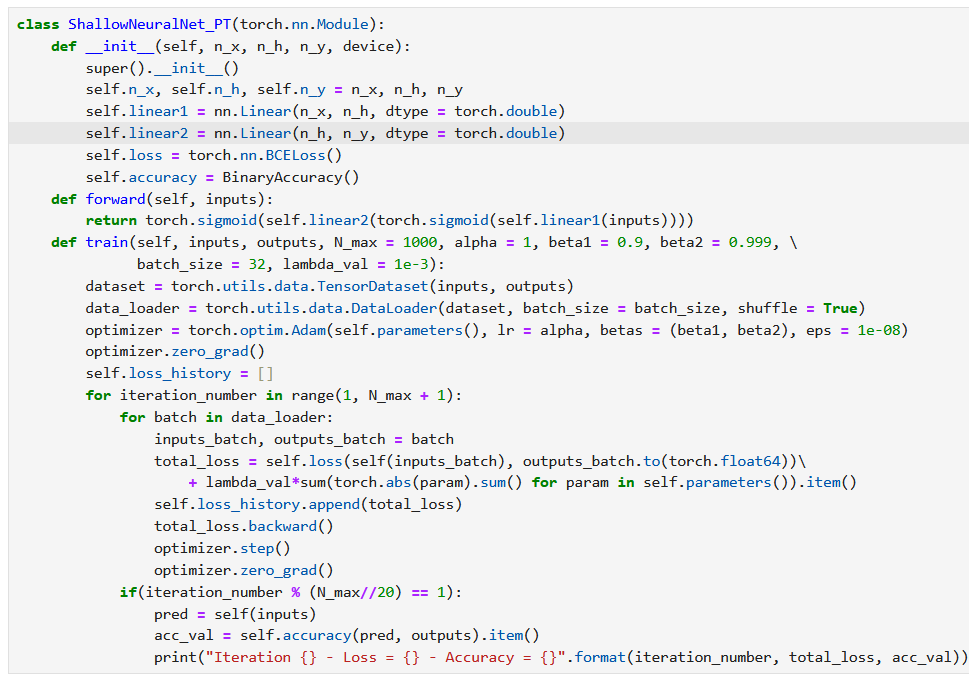 class ShallowNeuralNet_PT(torch.nn.Module):
    def __init__(self, n_x, n_h, n_y, device):
        super().__init__()
        self.n_x, self.n_h, self.n_y = n_x, n_h, n_y
        self.linear1 = nn.Linear(n_x, n_h, dtype = torch.double)
        self.linear2 = nn.Linear(n_h, n_y, dtype = torch.double)
        self.loss = torch.nn.BCELoss()
        self.accuracy = BinaryAccuracy()
    def forward(self, inputs):
        return torch.sigmoid(self.linear2(torch.sigmoid(self.linear1(inputs))))
    def train(self, inputs, outputs, N_max = 1000, alpha = 1, beta1 = 0.9, beta2 = 0.999, \
              batch_size = 32, lambda_val = 1e-3):
        dataset = torch.utils.data.TensorDataset(inputs, outputs)
        data_loader = torch.utils.data.DataLoader(dataset, batch_size = batch_size, shuffle = True)
        optimizer = torch.optim.Adam(self.parameters(), lr = alpha, betas = (beta1, beta2), eps = 1e-08)
        optimizer.zero_grad()
        self.loss_history = []
        for iteration_number in range(1, N_max + 1):
            for batch in data_loader:
                inputs_batch, outputs_batch = batch
                total_loss = self.loss(self(inputs_batch), outputs_batch.to(torch.float64))\
                    + lambda_val*sum(torch.abs(param).sum() for param in self.parameters()).item()
                self.loss_history.append(total_loss)
                total_loss.backward()
                optimizer.step()
                optimizer.zero_grad()
            if(iteration_number % (N_max//20) == 1):
                pred = self(inputs)
                acc_val = self.accuracy(pred, outputs).item()
                print("Iteration {} - Loss = {} - Accuracy = {}".format(iteration_number, total_loss, acc_val))